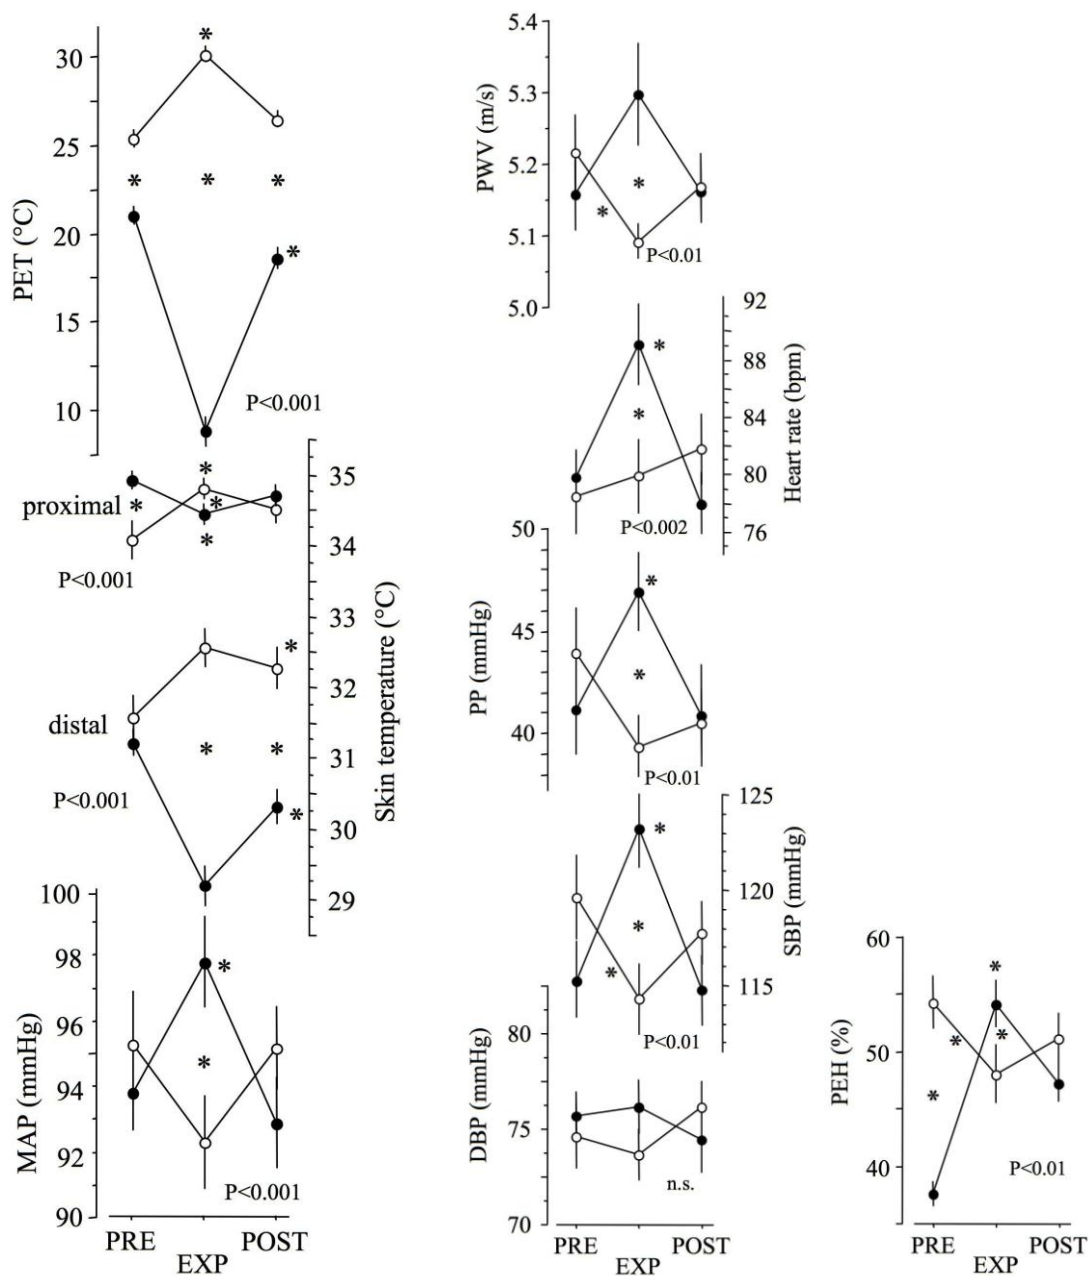 PET (°C)
30
25
20
15
10
*
* * *
*
P<0.001
proximal
*
*
*
*
P<0.001
distal
*
* *
*
P<0.001
Skin temperature (°C)
35
34
33
32
31
30
29
MAP (mmHg)
100
98
96
94
92
90
*
*
P<0.001
PRE
EXP
POST
PWV (m/s)
5.4
5.3
5.2
5.1
5.0
*
*
P<0.01
Heart rate (bpm)
92
88
84
80
76
*
*
P<0.002
PP (mmHg)
50
45
40
*
*
P<0.01
SBP (mmHg)
125
120
115
*
*
*
P<0.01
DBP (mmHg)
80
75
70
n.s.
PRE
EXP
POST
PEH (%)
60
50
40
*
*
*
*
P<0.01
PRE
EXP
POST